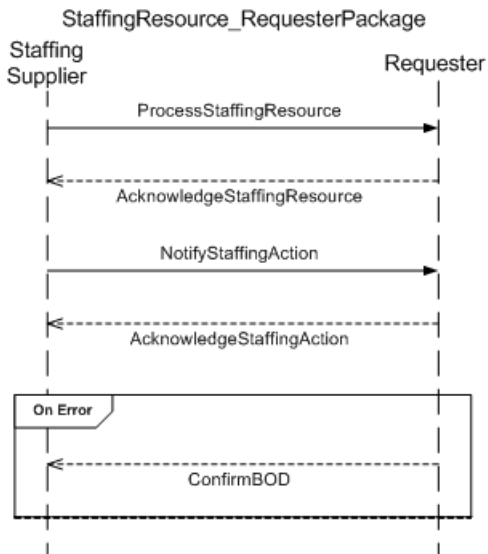 StaffingResource_RequesterPackage
Staffing
Supplier
Requester
ProcessStaffingResource
AcknowledgeStaffingResource
NotifyStaffingAction
AcknowledgeStaffingAction
On Error
ConfirmBOD